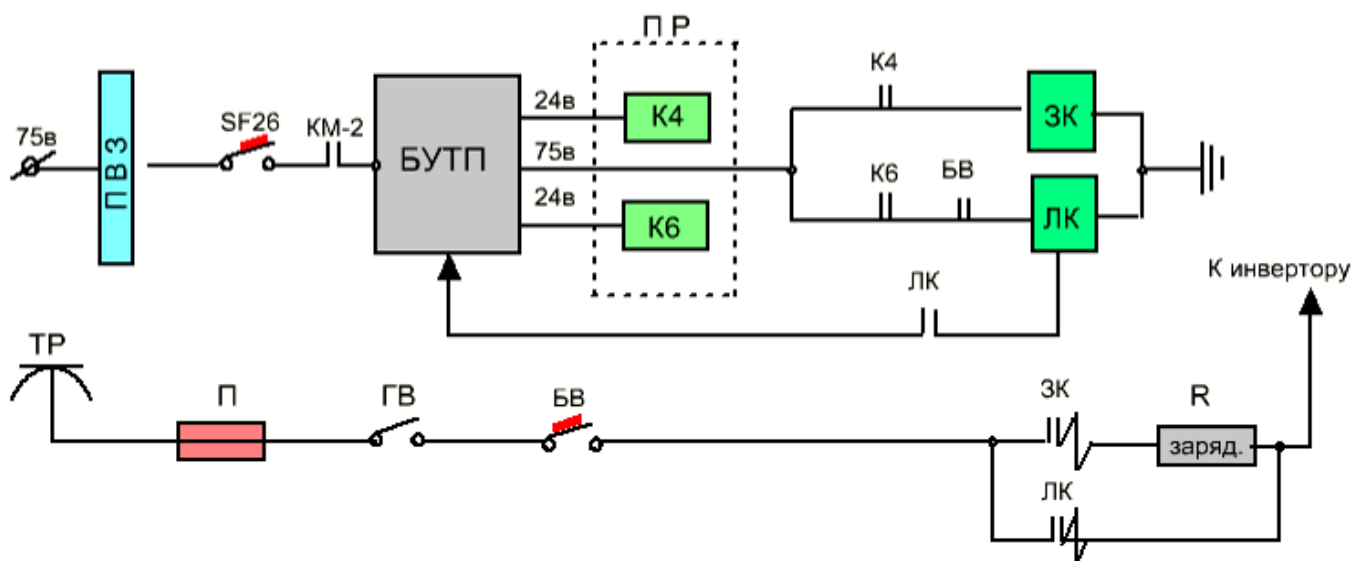 П Р
К4
75в
SF26
КМ-2
24в
К4
ЗК
П В З
БУТП
75в
К6
БВ
24в
К6
ЛК
ЛК
К инвертору
ТР
П
ГВ
БВ
ЗК
R
заряд.
ЛК